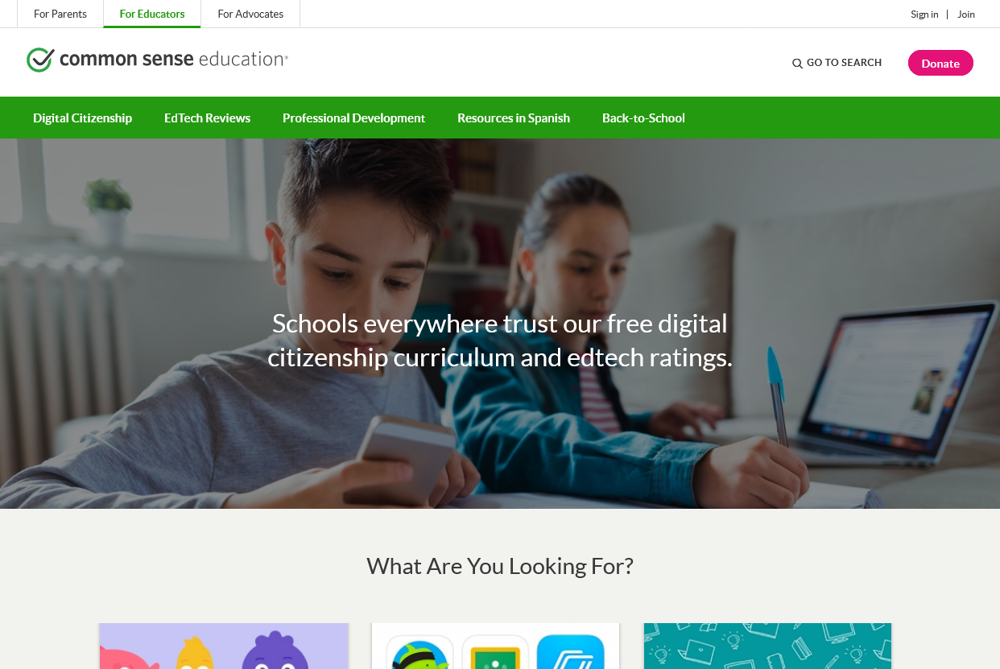 For Parents
For Educators
For Advocates
Sign in
Join
common sense education®
GO TO SEARCH
Donate
Digital Citizenship
EdTech Reviews
Professional Development
Resources in Spanish
Back-to-School
Schools everywhere trust our free digital
citizenship curriculum and edtech ratings.
What Are You Looking For?